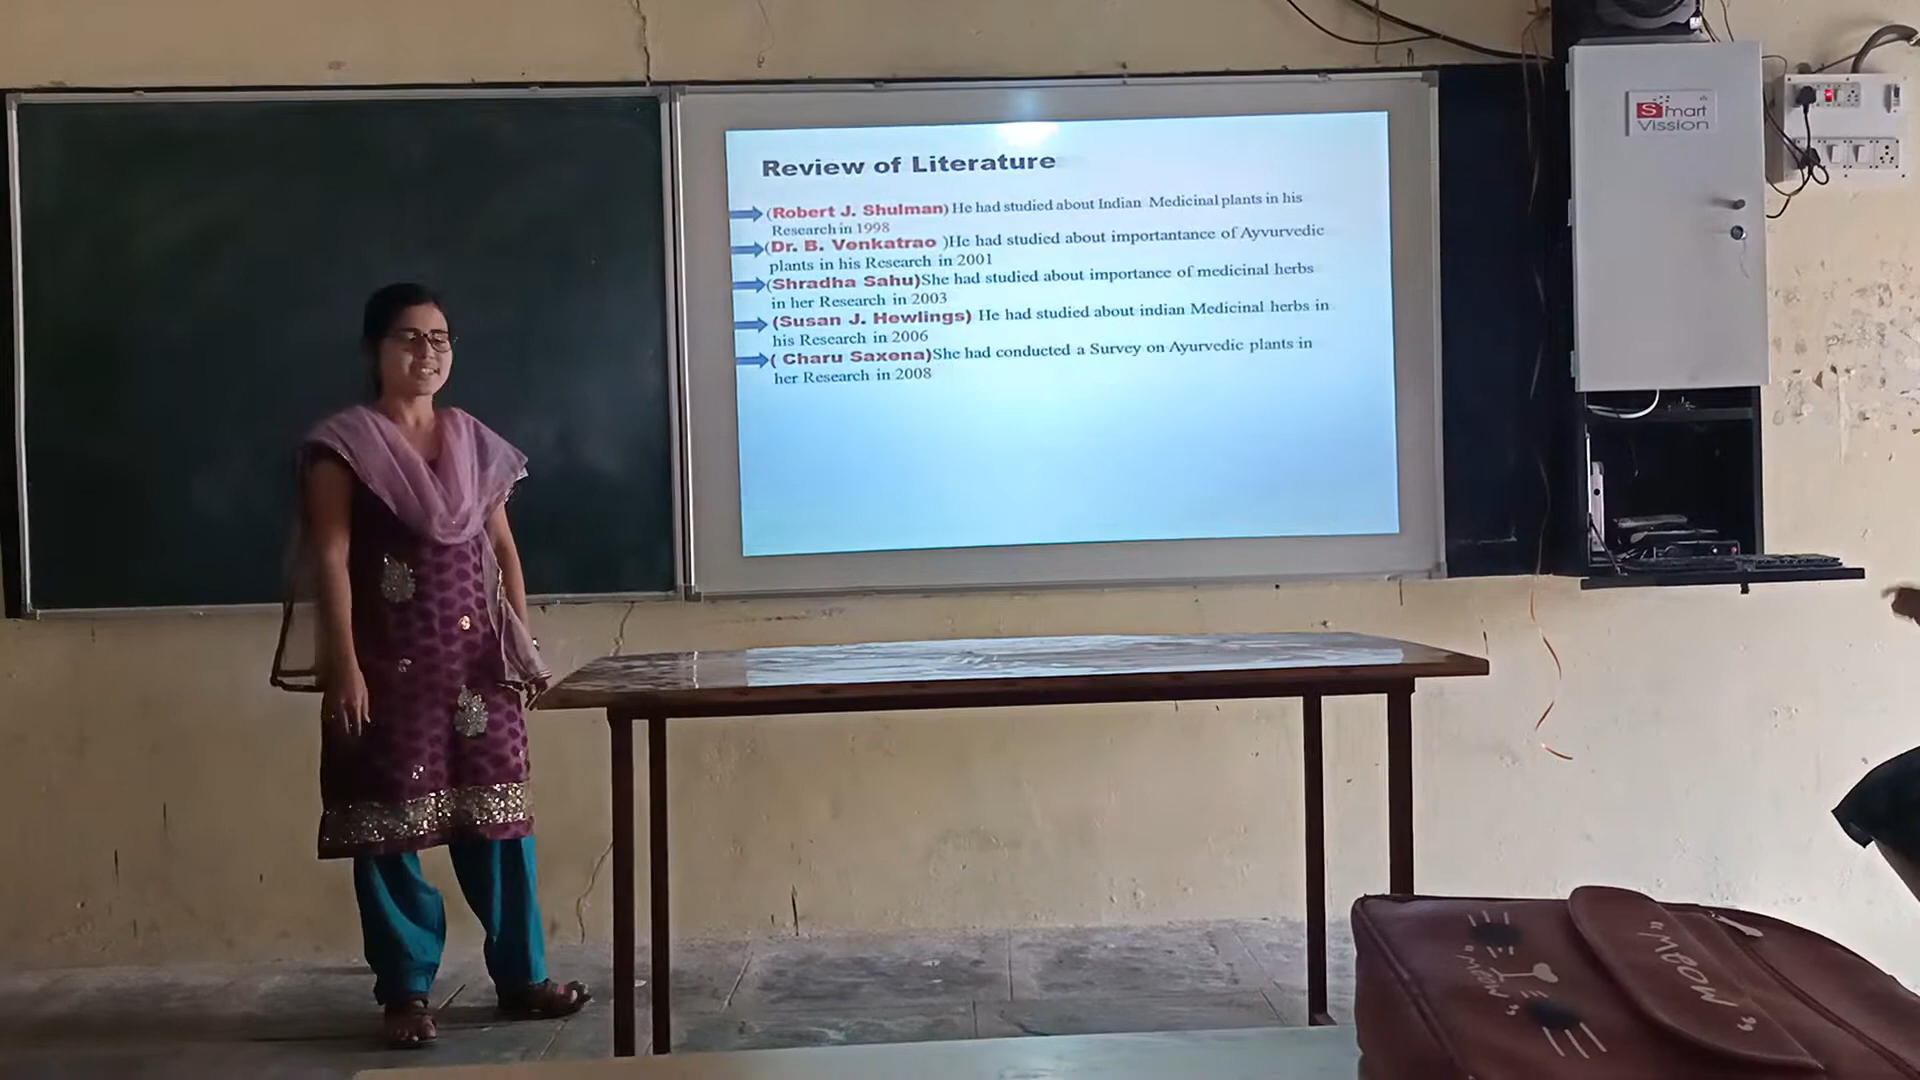 Review of Literature
(Robert J. Shulman) He had studied about Indian Medicinal plants in his
Research in 1998
(Dr. B. Venkatrao )He had studied about importantance of Ayvurvedic
plants in his Research in 2001
(Shradha Sahu)She had studied about importance of medicinal herbs
in her Research in 2003
(Susan J. Hewlings) He had studied about indian Medicinal herbs in
his Research in 2006
( Charu Saxena)She had conducted a Survey on Ayurvedic plants in
her Research in 2008
Smart
Vission
"MEOW"
"MEOW"